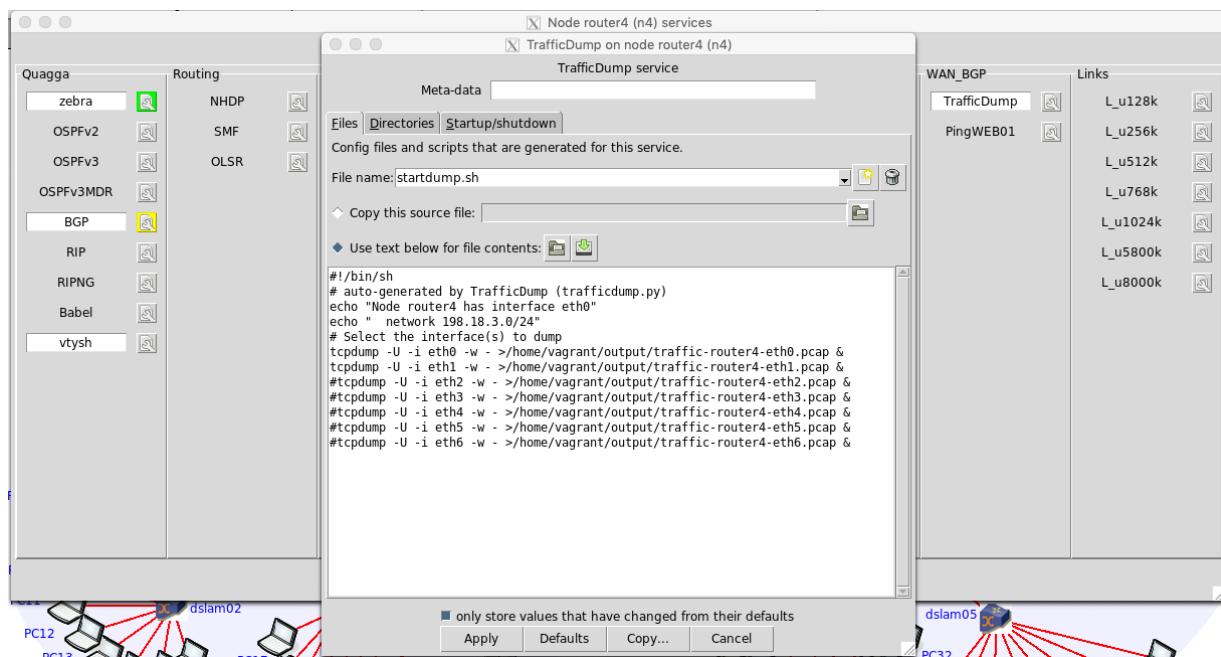 Node router4 (n4) services
TrafficDump on node router4 (n4)
Quagga
zebra
OSPFv2
OSPFv3
OSPFv3MDR
BGP
RIP
RIPNG
Babel
vtysh
Routing
NHDP
SMF
OLSR
TrafficDump service
Meta-data
Files Directories Startup/shutdown
Config files and scripts that are generated for this service.
File name: startdump.sh
Copy this source file:
Use text below for file contents:
#!/bin/sh
# auto-generated by TrafficDump (trafficdump.py)
echo "Node router4 has interface eth0"
echo "  network 198.18.3.0/24"
# Select the interface(s) to dump
tcpdump -U -i eth0 -w - >/home/vagrant/output/traffic-router4-eth0.pcap &
tcpdump -U -i eth1 -w - >/home/vagrant/output/traffic-router4-eth1.pcap &
#tcpdump -U -i eth2 -w - >/home/vagrant/output/traffic-router4-eth2.pcap &
#tcpdump -U -i eth3 -w - >/home/vagrant/output/traffic-router4-eth3.pcap &
#tcpdump -U -i eth4 -w - >/home/vagrant/output/traffic-router4-eth4.pcap &
#tcpdump -U -i eth5 -w - >/home/vagrant/output/traffic-router4-eth5.pcap &
#tcpdump -U -i eth6 -w - >/home/vagrant/output/traffic-router4-eth6.pcap &
only store values that have changed from their defaults
Apply Defaults Copy... Cancel
WAN_BGP
TrafficDump
PingWEB01
Links
L_u128k
L_u256k
L_u512k
L_u768k
L_u1024k
L_u5800k
L_u8000k
dslam02
PC12
PC13
dslam05
PC32